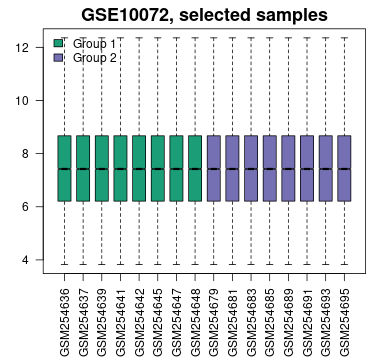 GSE10072, selected samples
Group 1
Group 2
12
10
8
6
4
GSM254636
GSM254637
GSM254639
GSM254641
GSM254642
GSM254645
GSM254647
GSM254648
GSM254679
GSM254681
GSM254683
GSM254685
GSM254689
GSM254691
GSM254693
GSM254695